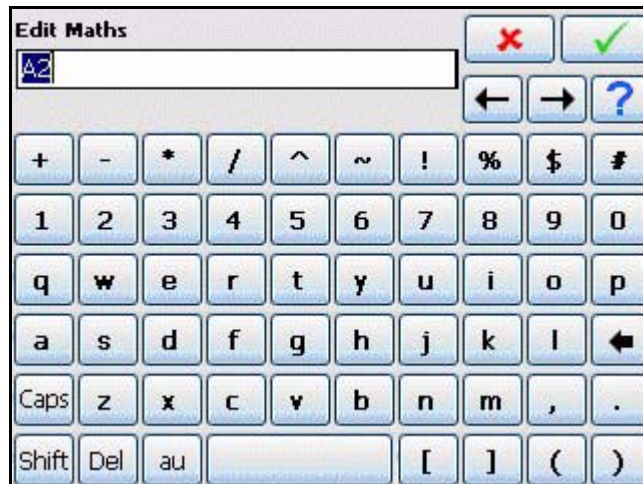 Edit Maths
A2
?
+ - * / ^ ~ ! % $ #
1 2 3 4 5 6 7 8 9 0
q w e r t y u i o p
a s d f g h j k l
Caps z x c v b n m , .
Shift Del au [ ] ( )